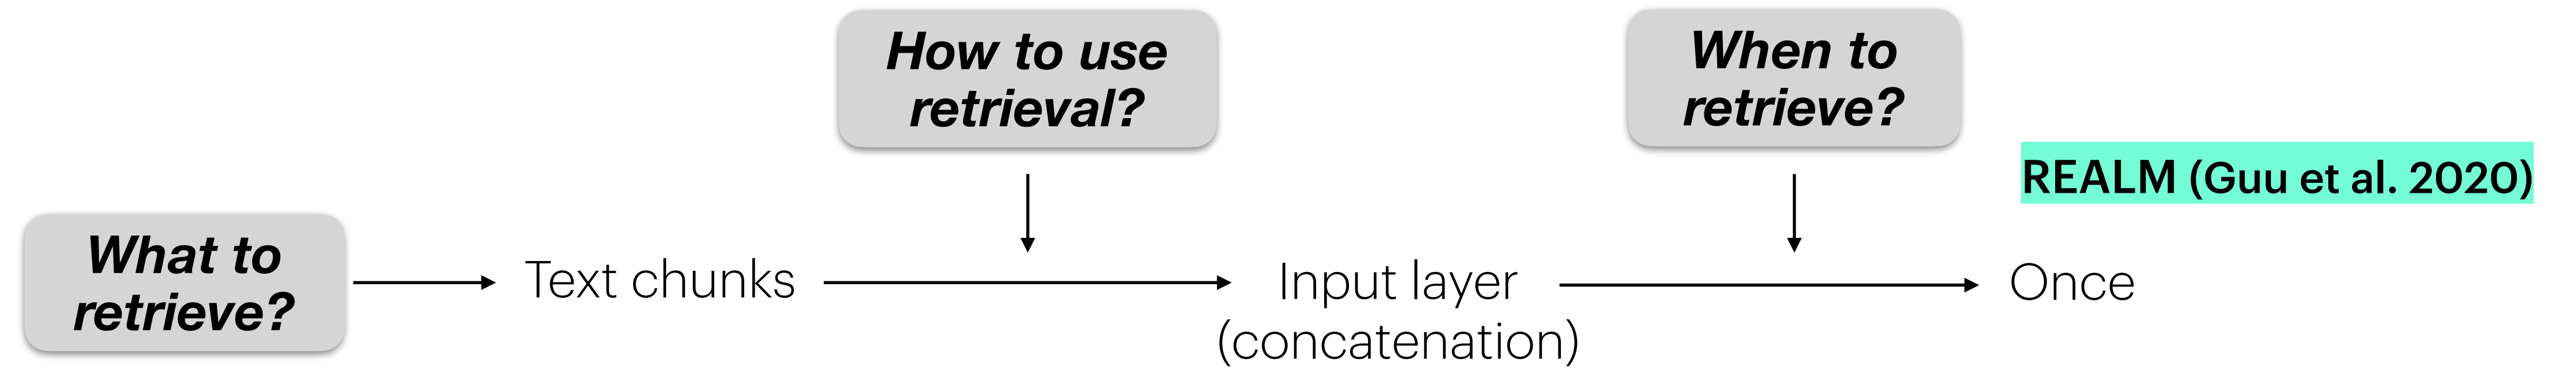 What to
retrieve?
Text chunks
How to use
retrieval?
Input layer
(concatenation)
When to
retrieve?
Once
REALM (Guu et al. 2020)